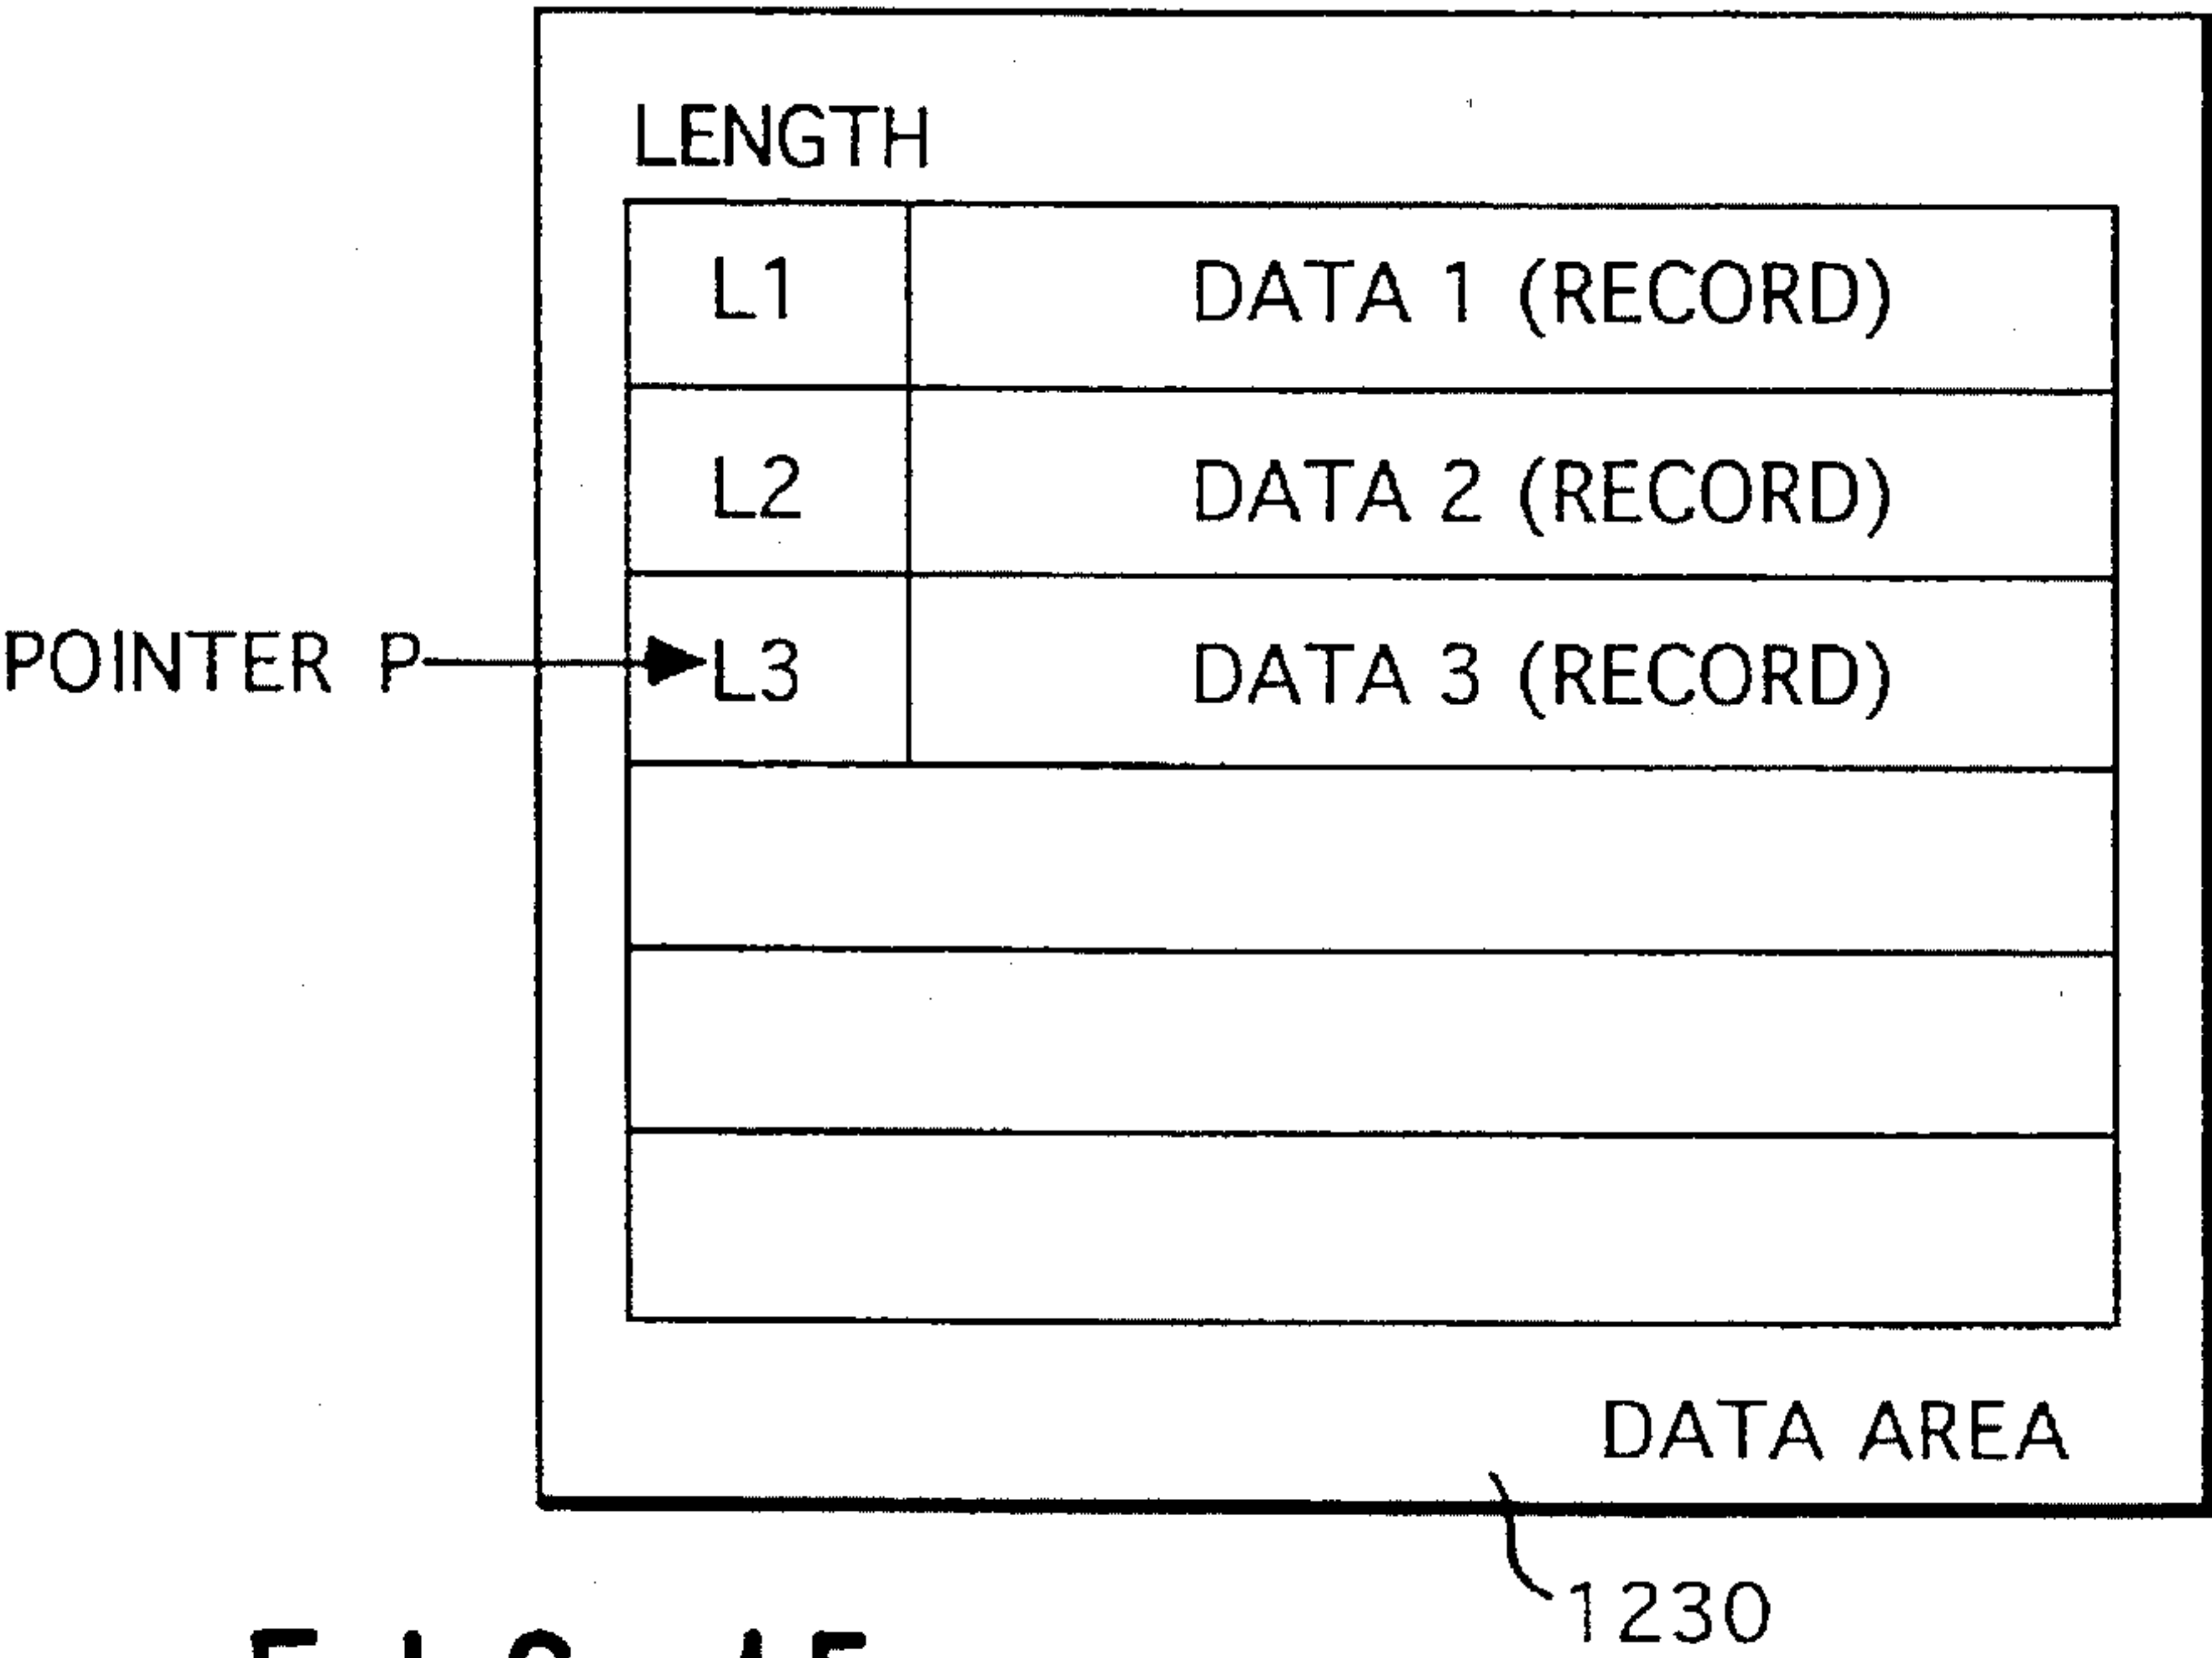 LENGTH
L1 DATA 1 (RECORD)
L2 DATA 2 (RECORD)
POINTER P L3 DATA 3 (RECORD)
DATA AREA
1230